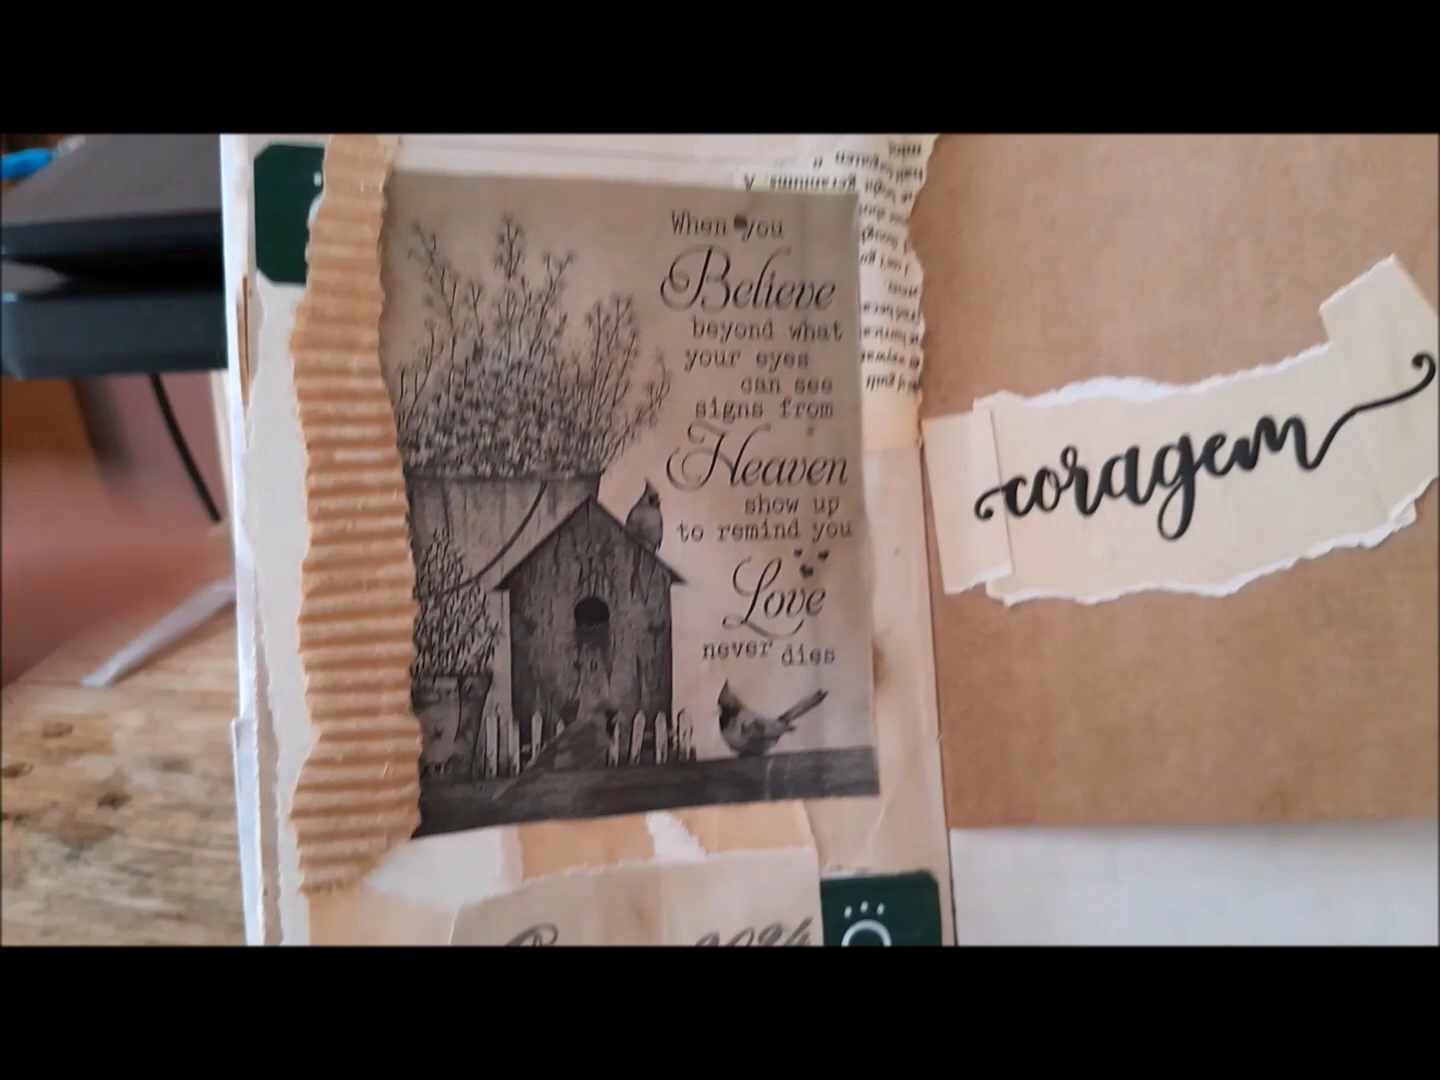 When you
Believe
beyond what
your eyes
can see
signs from
Heaven
show up
to remind you
Love
never dies
coragem
2024